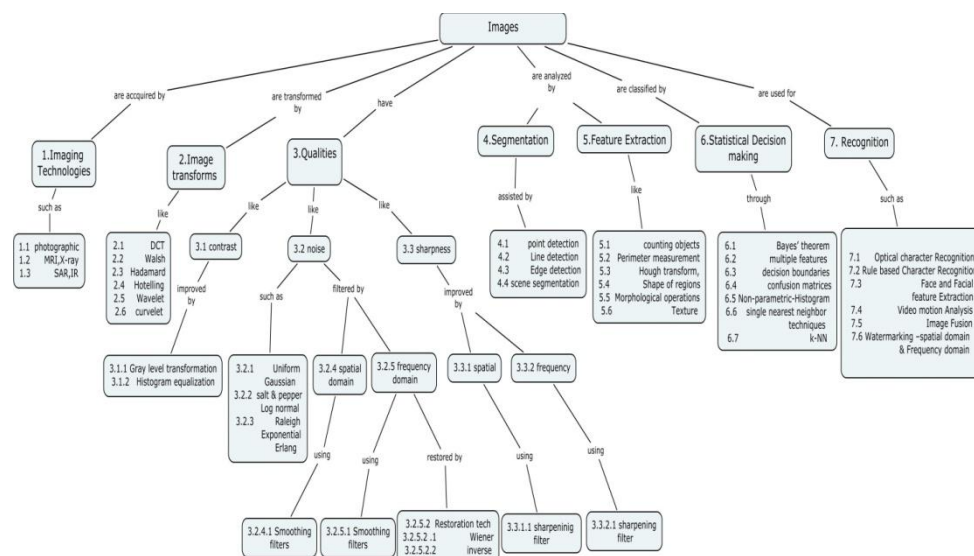 Images
are accquired by
are transformed
by
have
are analyzed
by
are classified by
are used for
1.Imaging
Technologies
2.Image
transforms
3.Qualities
4.Segmentation
5.Feature Extraction
6.Statistical Decision
making
7. Recognition
such as
like
like
like
like
assisted by
like
through
such as
1.1 photographic
1.2 MRI,X-ray
1.3 SAR,IR
2.1 DCT
2.2 Walsh
2.3 Hadamard
2.4 Hotelling
2.5 Wavelet
2.6 curvelet
3.1 contrast
3.2 noise
3.3 sharpness
4.1 point detection
4.2 Line detection
4.3 Edge detection
4.4 scene segmentation
5.1 counting objects
5.2 Perimeter measurement
5.3 Hough transform,
5.4 Shape of regions
5.5 Morphological operations
5.6 Texture
6.1 Bayes' theorem
6.2 multiple features
6.3 decision boundaries
6.4 confusion matrices
6.5 Non-parametric-Histogram
6.6 single nearest neighbor
techniques
6.7 k-NN
7.1 Optical character Recognition
7.2 Rule based Character Recognition
7.3 Face and Facial
feature Extraction
7.4 Video motion Analysis
7.5 Image Fusion
7.6 Watermarking –spatial domain
& Frequency domain
improved
by
such as
filtered by
improved
by
3.1.1 Gray level transformation
3.1.2 Histogram equalization
3.2.1 Uniform
Gaussian
3.2.2 salt & pepper
Log normal
3.2.3 Raleigh
Exponential
Erlang
3.2.4 spatial
domain
3.2.5 frequency
domain
3.3.1 spatial
3.3.2 frequency
using
using
restored by
using
using
3.2.4.1 Smoothing
filters
3.2.5.1 Smoothing
filters
3.2.5.2 Restoration tech
3.2.5.2 .1 Wiener
3.2.5.2.2 inverse
3.3.1.1 sharpeninig
filter
3.3.2.1 sharpening
filter